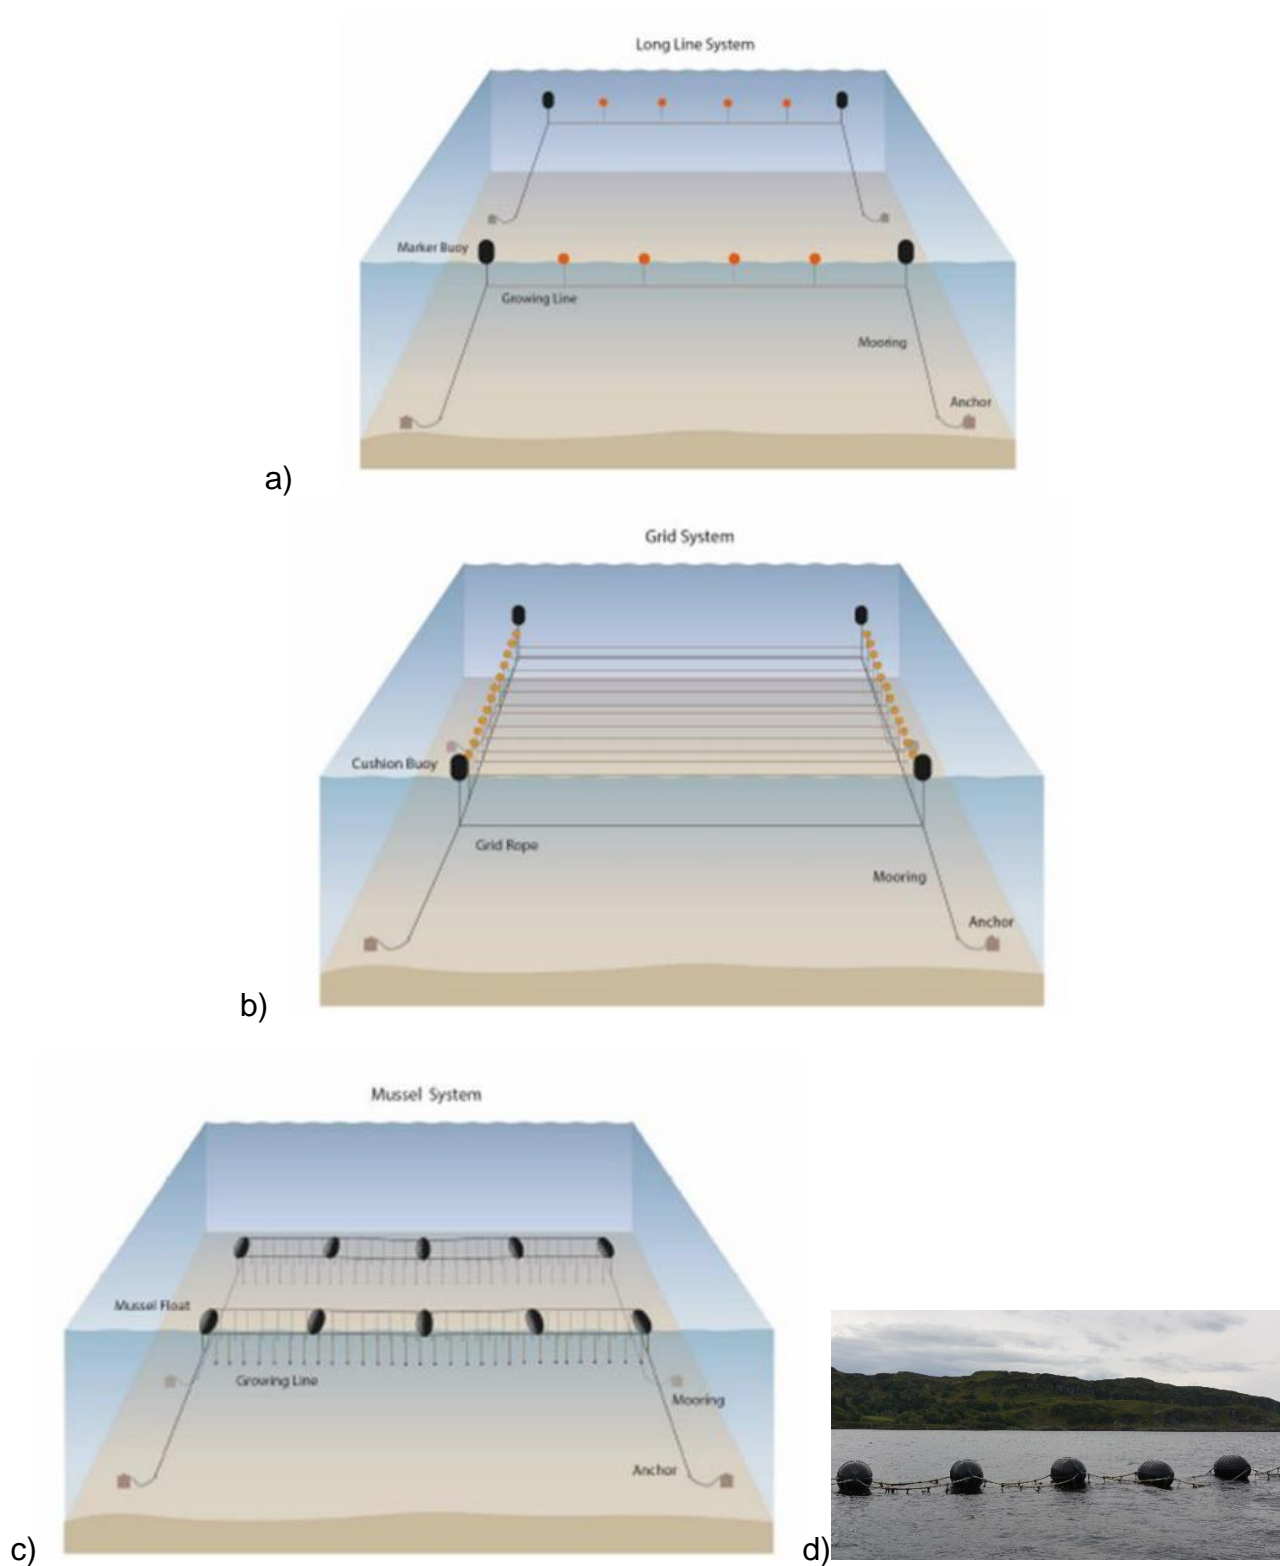 Long Line System
Marker Buoy
Growing Line
Mooring
Anchor
a)
Grid System
Cushion Buoy
Grid Rope
Mooring
Anchor
b)
Mussel System
Mussel Float
Growing Line
Mooring
Anchor
c)
d)